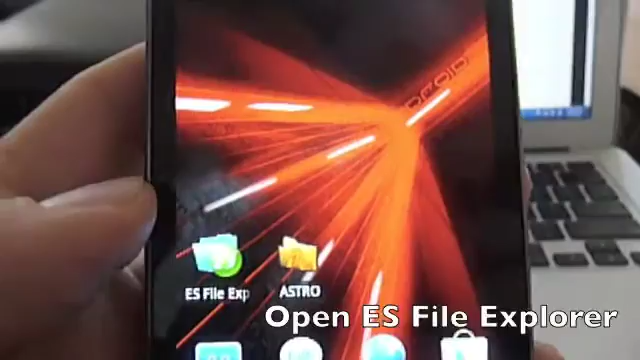 DROID
ES File Exp
ASTRO
Open ES File Explorer